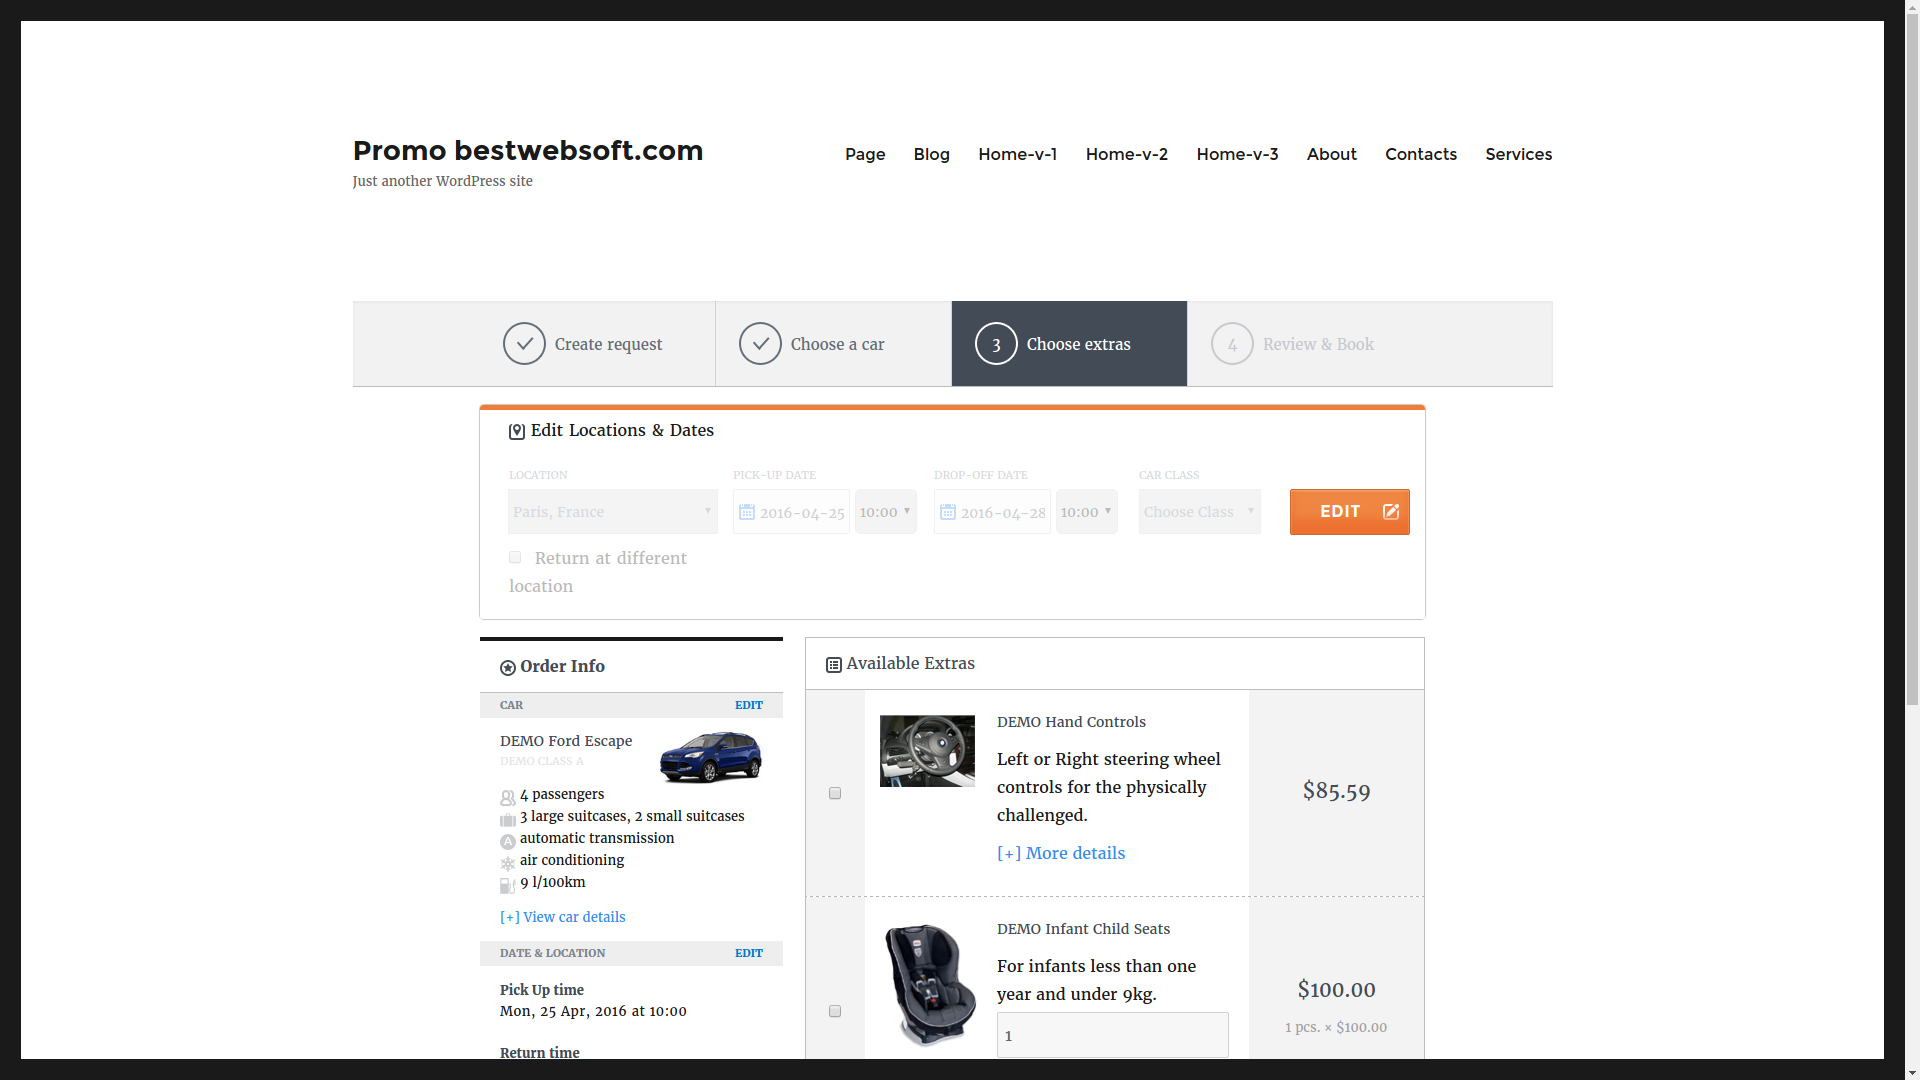 Promo bestwebsoft.com
Just another WordPress site
Page Blog Home-v-1 Home-v-2 Home-v-3 About Contacts Services
Create request
Choose a car
3 Choose extras
4 Review & Book
Edit Locations & Dates
LOCATION PICK-UP DATE DROP-OFF DATE CAR CLASS
Paris, France 2016-04-25 10:00 2016-04-28 10:00 Choose Class EDIT
Return at different
location
Order Info
CAR EDIT
DEMO Ford Escape
DEMO CLASS A
4 passengers
3 large suitcases, 2 small suitcases
A automatic transmission
air conditioning
9 l/100km
[+] View car details
DATE & LOCATION EDIT
Pick Up time
Mon, 25 Apr, 2016 at 10:00
Return time
Available Extras
DEMO Hand Controls
Left or Right steering wheel
controls for the physically
challenged.
[+] More details
$85.59
DEMO Infant Child Seats
For infants less than one
year and under 9kg.
1
$100.00
1 pcs. × $100.00